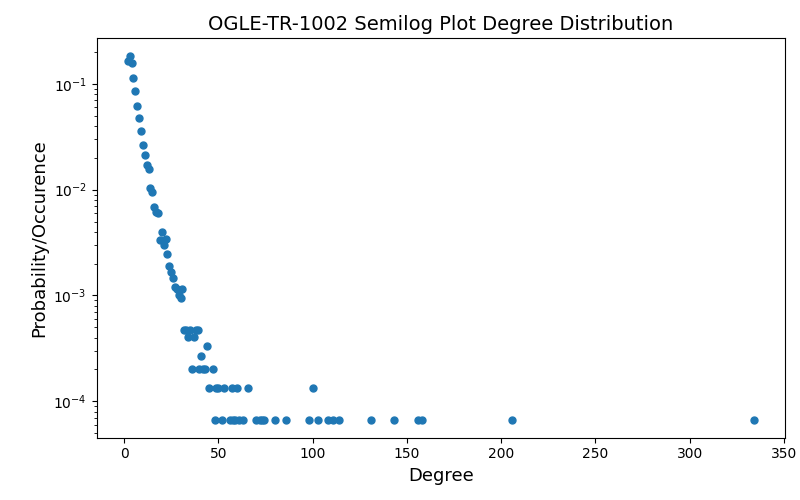 OGLE-TR-1002 Semilog Plot Degree Distribution
Probability/Occurence
10⁻¹
10⁻²
10⁻³
10⁻⁴
0 50 100 150 200 250 300 350
Degree